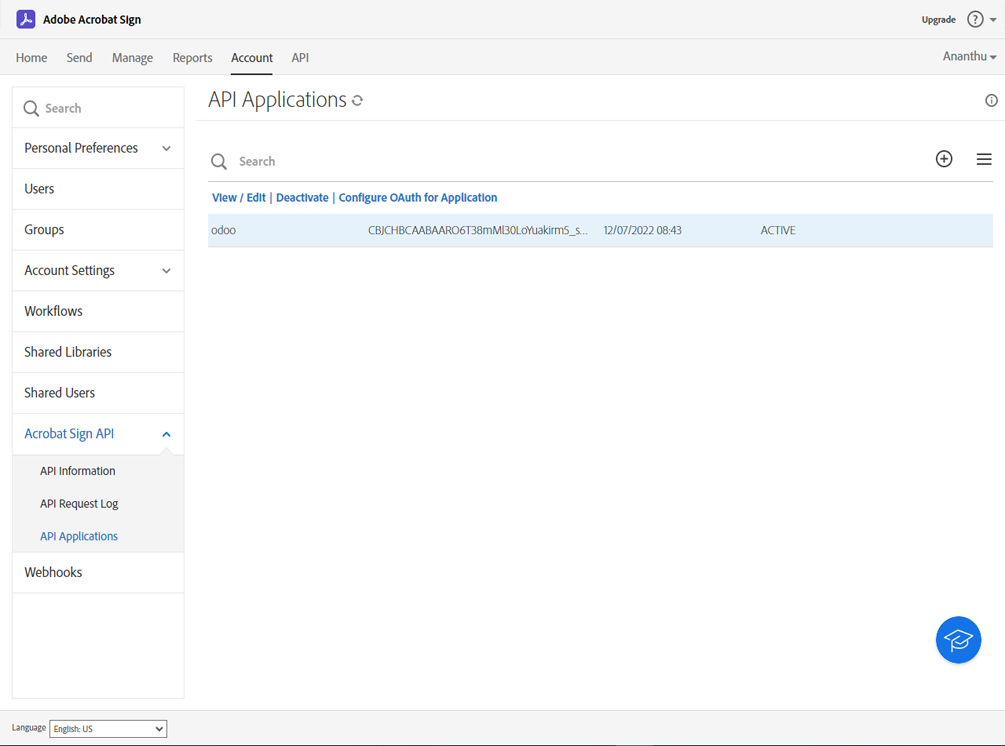 Adobe Acrobat Sign
Upgrade
Home Send Manage Reports Account API
Ananthu
Search
Personal Preferences
Users
Groups
Account Settings
Workflows
Shared Libraries
Shared Users
Acrobat Sign API
API Information
API Request Log
API Applications
Webhooks
API Applications
Search
View / Edit | Deactivate | Configure OAuth for Application
odoo CBJCHBCAABAARO6T38mMl30LoYuakirm5_s... 12/07/2022 08:43 ACTIVE
Language English: US